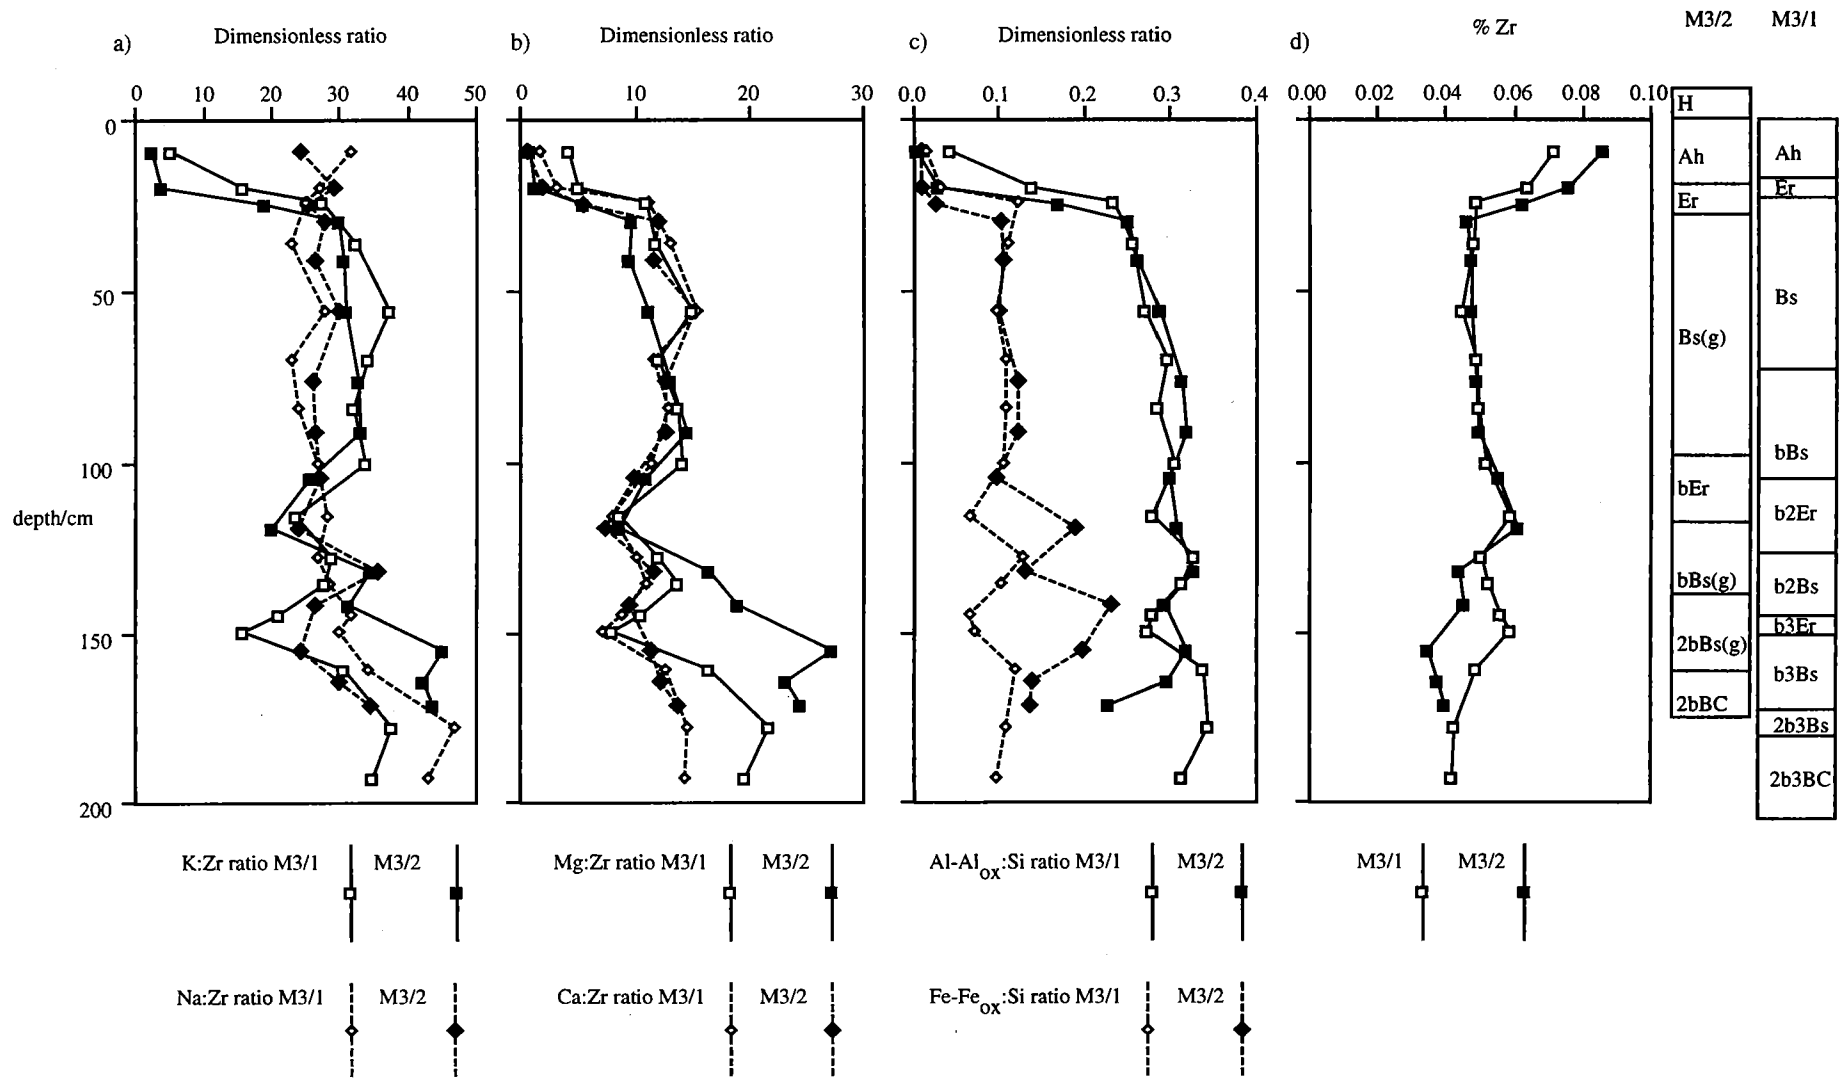 a) Dimensionless ratio b) Dimensionless ratio c) Dimensionless ratio d) % Zr M3/2 M3/1
0 10 20 30 40 50 0 10 20 30 0.0 0.1 0.2 0.3 0.4 0.00 0.02 0.04 0.06 0.08 0.10
H
0
Ah Ah
Er
Er
50
Bs
Bs(g)
bBs
100
bEr
depth/cm
b2Er
bBs(g)
b2Bs
b3Er
150
2bBs(g)
b3Bs
2bBC
2b3Bs
2b3BC
200
K:Zr ratio M3/1 M3/2 Mg:Zr ratio M3/1 M3/2 Al-Alox:Si ratio M3/1 M3/2 M3/1 M3/2
Na:Zr ratio M3/1 M3/2 Ca:Zr ratio M3/1 M3/2 Fe-Feox:Si ratio M3/1 M3/2